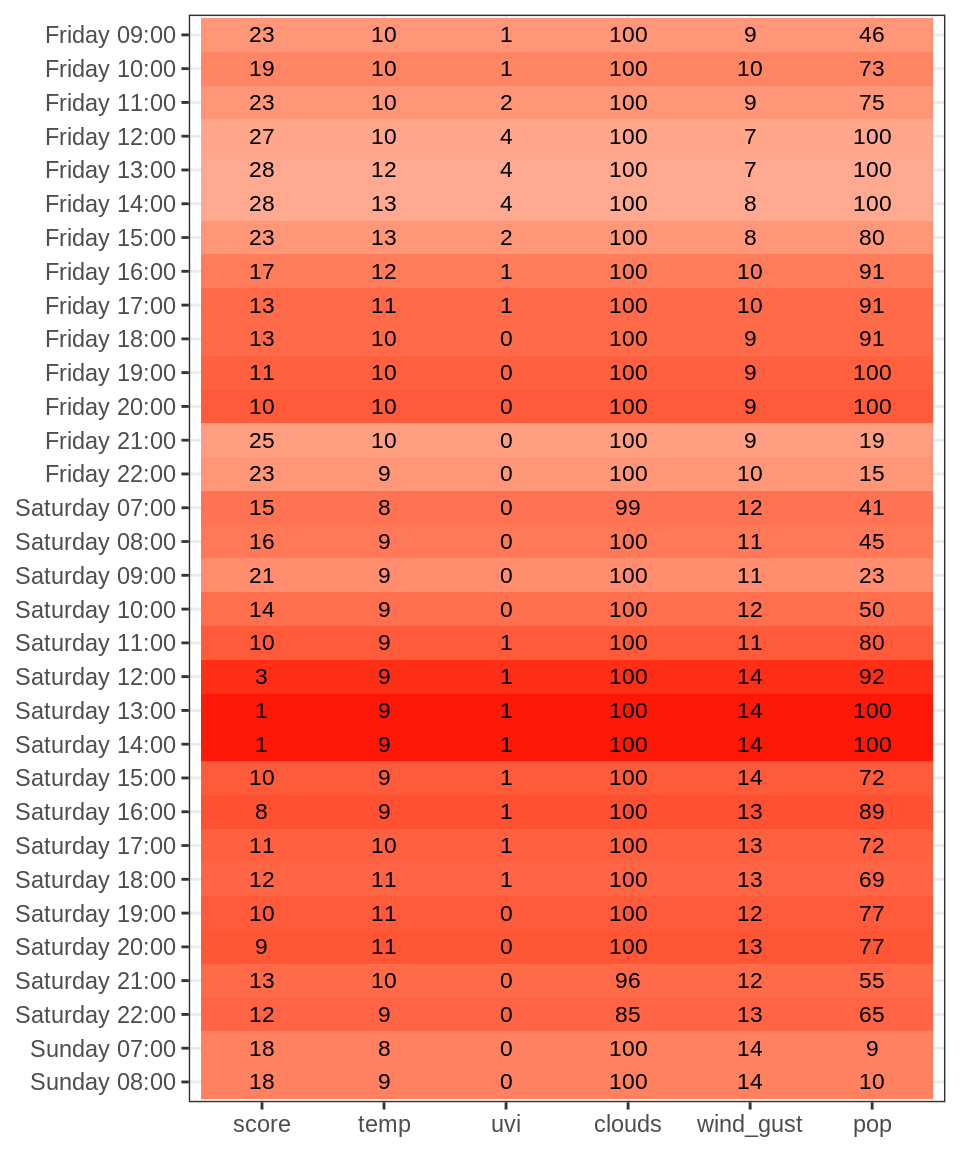 Friday 09:00 23 10 1 100 9 46
Friday 10:00 19 10 1 100 10 73
Friday 11:00 23 10 2 100 9 75
Friday 12:00 27 10 4 100 7 100
Friday 13:00 28 12 4 100 7 100
Friday 14:00 28 13 4 100 8 100
Friday 15:00 23 13 2 100 8 80
Friday 16:00 17 12 1 100 10 91
Friday 17:00 13 11 1 100 10 91
Friday 18:00 13 10 0 100 9 91
Friday 19:00 11 10 0 100 9 100
Friday 20:00 10 10 0 100 9 100
Friday 21:00 25 10 0 100 9 19
Friday 22:00 23 9 0 100 10 15
Saturday 07:00 15 8 0 99 12 41
Saturday 08:00 16 9 0 100 11 45
Saturday 09:00 21 9 0 100 11 23
Saturday 10:00 14 9 0 100 12 50
Saturday 11:00 10 9 1 100 11 80
Saturday 12:00 3 9 1 100 14 92
Saturday 13:00 1 9 1 100 14 100
Saturday 14:00 1 9 1 100 14 100
Saturday 15:00 10 9 1 100 14 72
Saturday 16:00 8 9 1 100 13 89
Saturday 17:00 11 10 1 100 13 72
Saturday 18:00 12 11 1 100 13 69
Saturday 19:00 10 11 0 100 12 77
Saturday 20:00 9 11 0 100 13 77
Saturday 21:00 13 10 0 96 12 55
Saturday 22:00 12 9 0 85 13 65
Sunday 07:00 18 8 0 100 14 9
Sunday 08:00 18 9 0 100 14 10
score temp uvi clouds wind_gust pop